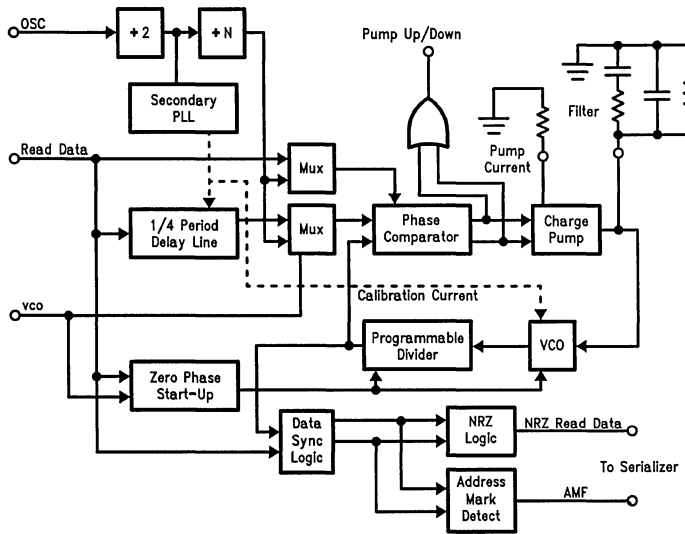 OSC
÷ 2
÷ N
Pump Up/Down
Secondary
PLL
Filter
Pump
Current
Read Data
Mux
1/4 Period
Delay Line
Mux
Phase
Comparator
Charge
Pump
Calibration Current
vco
Programmable
Divider
VCO
Zero Phase
Start-Up
Data
Sync
Logic
NRZ
Logic
NRZ Read Data
To Serializer
Address
Mark
Detect
AMF